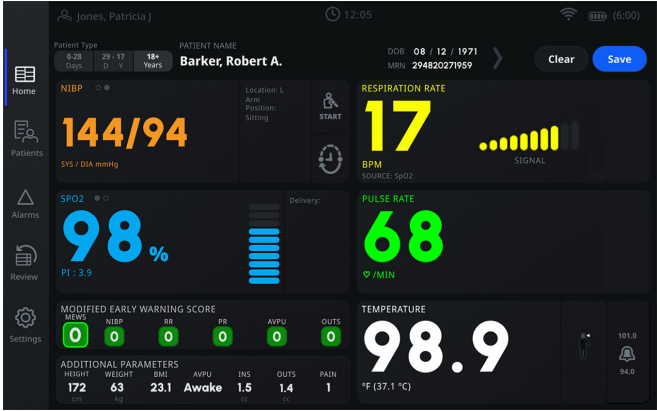 Jones, Patricia J
12:05
(6:00)
Patient Type
0-28 Days
29 - 17 D Y
18+ Years
PATIENT NAME
Barker, Robert A.
DOB 08 / 12 / 1971
MRN 294820271959
Clear
Save
Home
Patients
Alarms
Review
Settings
NIBP
144/94
SYS / DIA mmHg
Location: L
Arm
Position:
Sitting
START
RESPIRATION RATE
17
BPM
SOURCE: SpO2
SIGNAL
SPO2
98 %
PI : 3.9
Delivery:
PULSE RATE
68
/MIN
MODIFIED EARLY WARNING SCORE
MEWS NIBP RR PR AVPU OUTS
0 0 0 0 0 0
ADDITIONAL PARAMETERS
HEIGHT WEIGHT BMI AVPU INS OUTS PAIN
172 63 23.1 Awake 1.5 1.4 1
cm kg cc cc
TEMPERATURE
98.9
°F (37.1 °C)
101.0
94.0